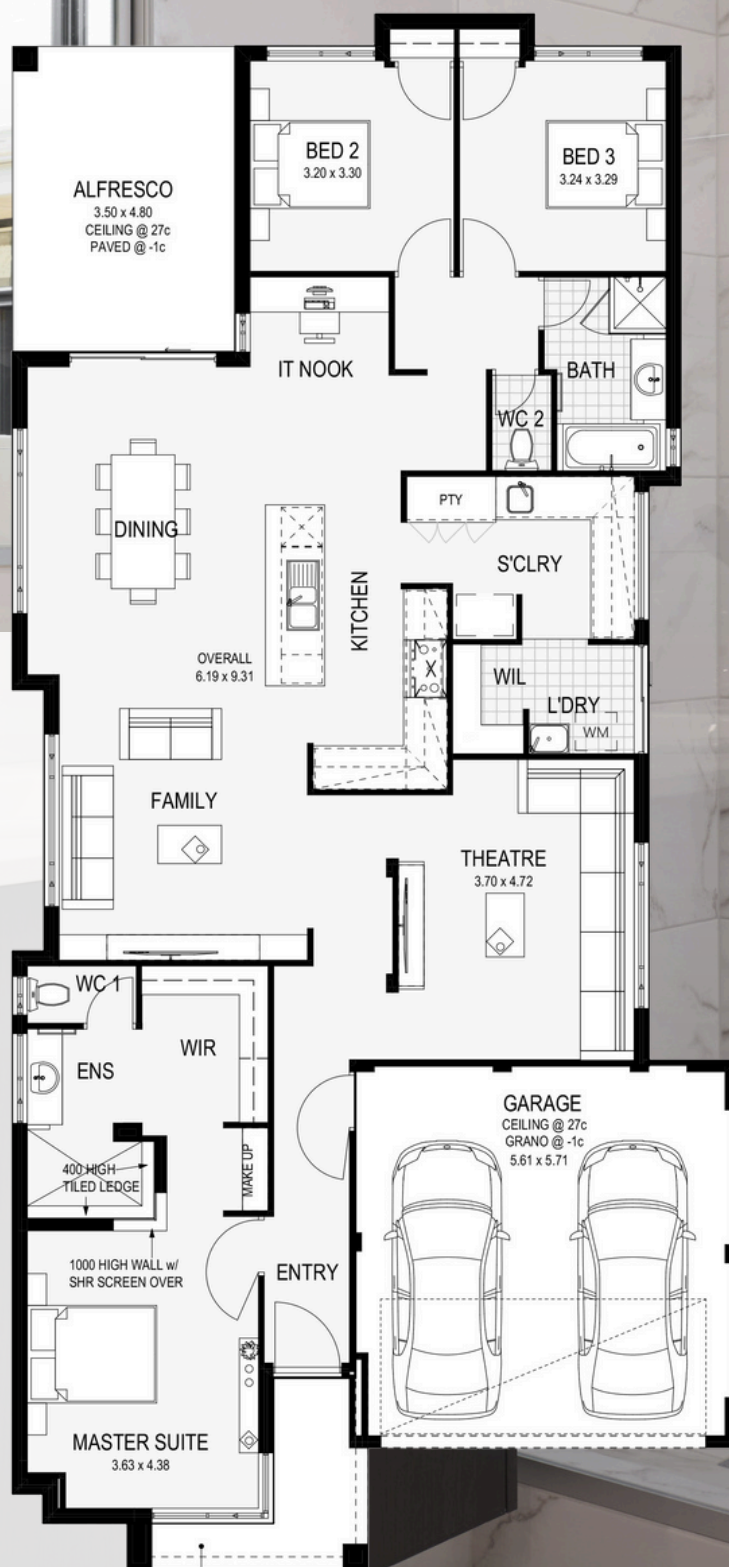 BED 2
3.20 x 3.30
BED 3
3.24 x 3.29
ALFRESCO
3.50 x 4.80
CEILING @ 27c
PAVED @ -1c
IT NOOK
BATH
WC 2
PTY
DINING
S'CLRY
KITCHEN
OVERALL
6.19 x 9.31
WIL
L'DRY
WM
FAMILY
THEATRE
3.70 x 4.72
WC 1
WIR
ENS
GARAGE
CEILING @ 27c
GRANO @ -1c
5.61 x 5.71
MAKE UP
400 HIGH
TILED LEDGE
1000 HIGH WALL w/
SHR SCREEN OVER
ENTRY
MASTER SUITE
3.63 x 4.38